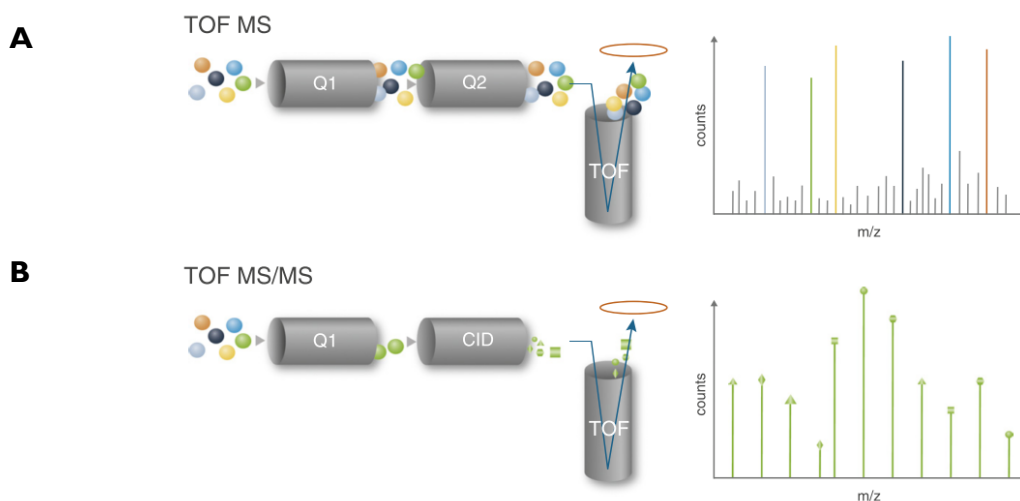 A
TOF MS
Q1
Q2
TOF
counts
m/z
B
TOF MS/MS
Q1
CID
TOF
counts
m/z